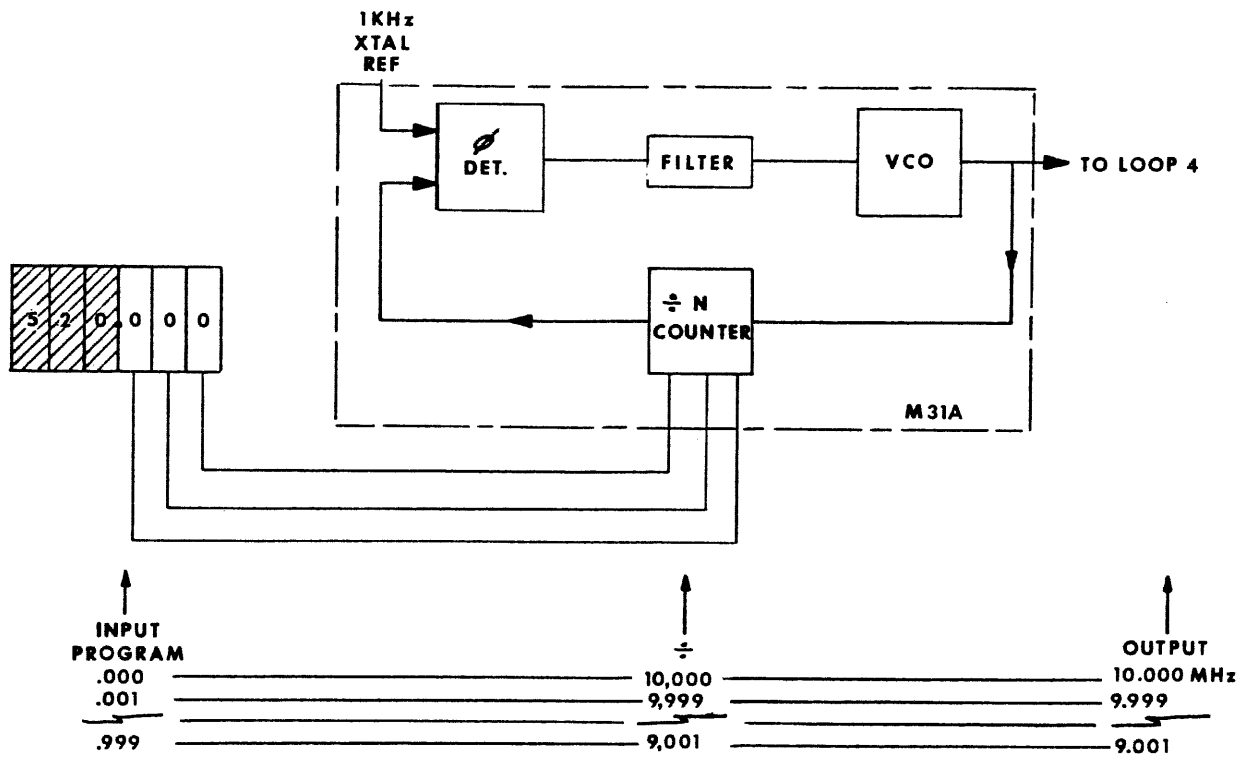 1KHz
XTAL
REF
Ø
DET.
FILTER
VCO
TO LOOP 4
5 2 0 . 0 0 0
÷ N
COUNTER
M31A
INPUT
PROGRAM
÷
OUTPUT
.000 10,000 10.000 MHz
.001 9,999 9.999
.999 9,001 9.001